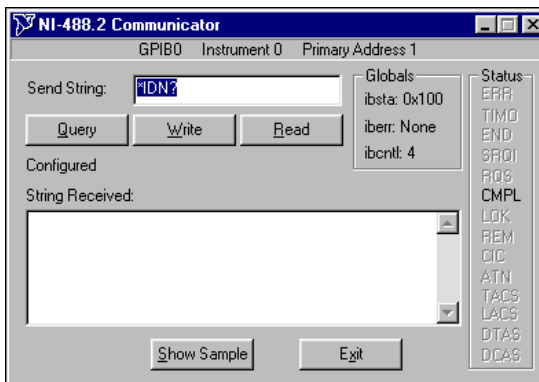 NI-488.2 Communicator
GPIB0 Instrument 0 Primary Address 1
Send String:
*IDN?
Query Write Read
Configured
String Received:
Globals
ibsta: 0x100
iberr: None
ibcntl: 4
Status
ERR
TIMO
END
SRQI
RQS
CMPL
LOK
REM
CIC
ATN
TACS
LACS
DTAS
DCAS
Show Sample Exit